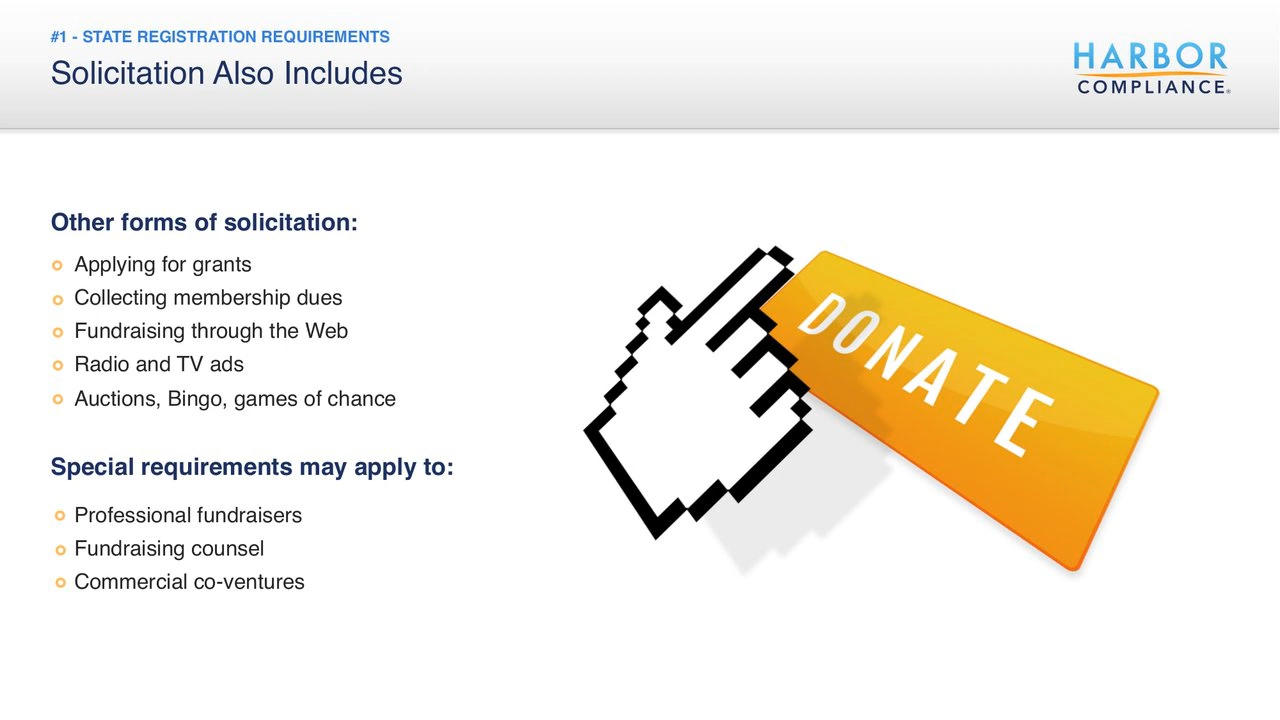 #1 - STATE REGISTRATION REQUIREMENTS
Solicitation Also Includes
HARBOR
COMPLIANCE®
Other forms of solicitation:
Applying for grants
Collecting membership dues
Fundraising through the Web
Radio and TV ads
Auctions, Bingo, games of chance
Special requirements may apply to:
Professional fundraisers
Fundraising counsel
Commercial co-ventures
DONATE